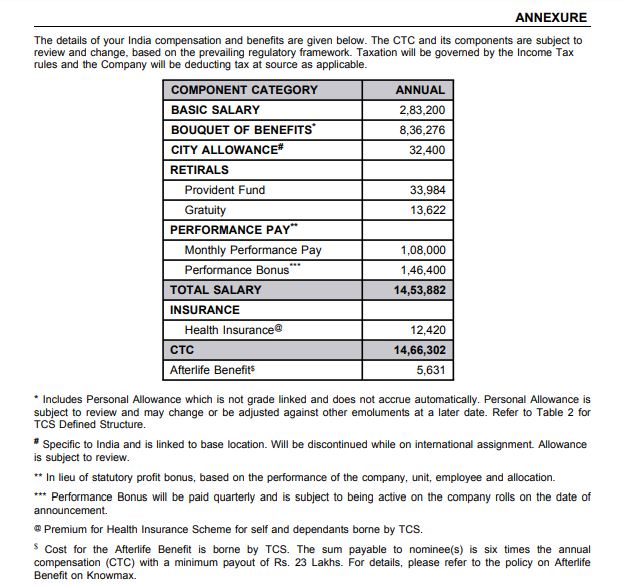 ANNEXURE
The details of your India compensation and benefits are given below. The CTC and its components are subject to
review and change, based on the prevailing regulatory framework. Taxation will be governed by the Income Tax
rules and the Company will be deducting tax at source as applicable.
COMPONENT CATEGORY ANNUAL
BASIC SALARY 2,83,200
BOUQUET OF BENEFITS* 8,36,276
CITY ALLOWANCE# 32,400
RETIRALS
Provident Fund 33,984
Gratuity 13,622
PERFORMANCE PAY**
Monthly Performance Pay 1,08,000
Performance Bonus*** 1,46,400
TOTAL SALARY 14,53,882
INSURANCE
Health Insurance@ 12,420
CTC 14,66,302
Afterlife Benefit$ 5,631
* Includes Personal Allowance which is not grade linked and does not accrue automatically. Personal Allowance is
subject to review and may change or be adjusted against other emoluments at a later date. Refer to Table 2 for
TCS Defined Structure.
# Specific to India and is linked to base location. Will be discontinued while on international assignment. Allowance
is subject to review.
** In lieu of statutory profit bonus, based on the performance of the company, unit, employee and allocation.
*** Performance Bonus will be paid quarterly and is subject to being active on the company rolls on the date of
announcement.
@ Premium for Health Insurance Scheme for self and dependants borne by TCS.
$ Cost for the Afterlife Benefit is borne by TCS. The sum payable to nominee(s) is six times the annual
compensation (CTC) with a minimum payout of Rs. 23 Lakhs. For details, please refer to the policy on Afterlife
Benefit on Knowmax.